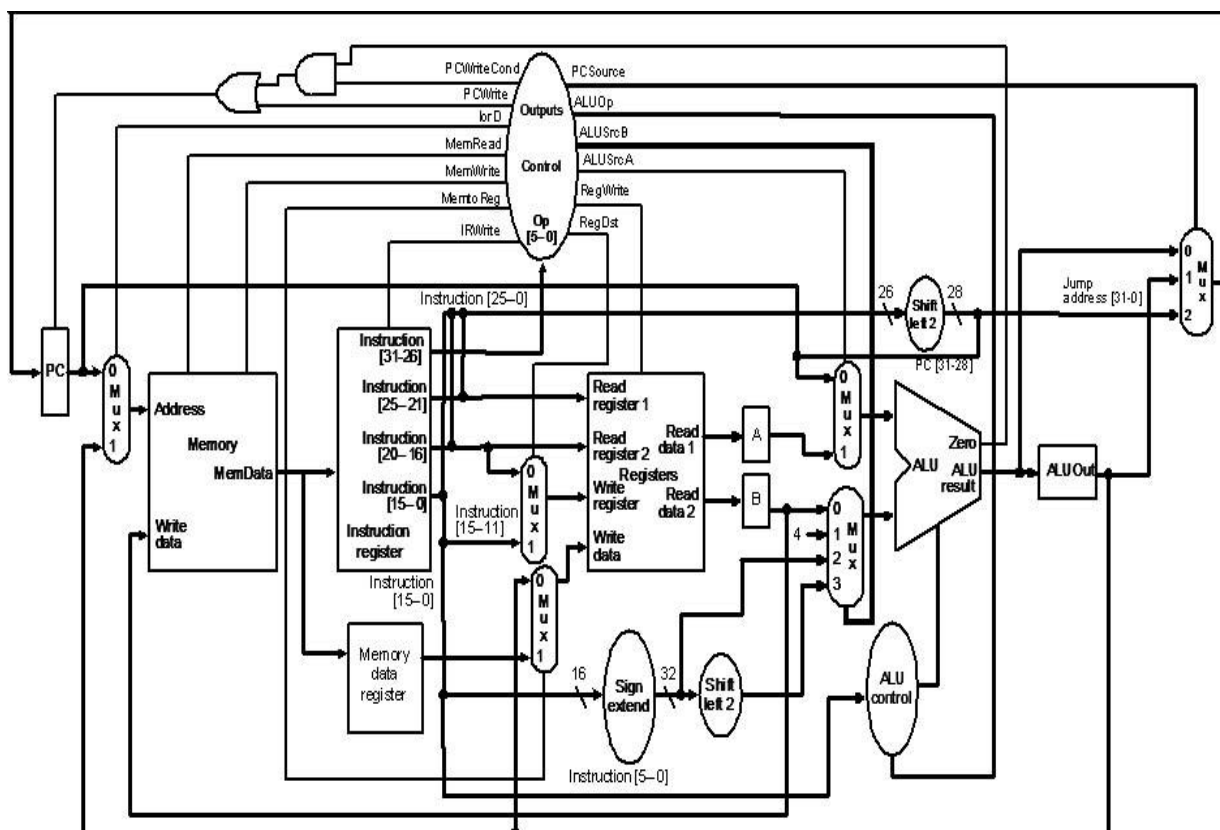 PCWriteCond
PCSource
PCWrite
ALUOp
Outputs
IorD
ALUSrcB
MemRead
Control
ALUSrcA
MemWrite
RegWrite
MemtoReg
Op
[5–0]
RegDst
IRWrite
Instruction [25–0]
26
Shift
left 2
28
Jump
address [31-0]
0
M
u
x
1
2
PC [31-28]
PC
0
M
u
x
1
Address
Memory
MemData
Write
data
Instruction
[31-26]
Instruction
[25–21]
Instruction
[20–16]
Instruction
[15–0]
Instruction
register
Instruction
[15–11]
0
M
u
x
1
Read
register 1
Read
register 2
Registers
Write
register
Write
data
Read
data 1
Read
data 2
A
B
0
M
u
x
1
4
0
1
2
3
M
u
x
Zero
ALU
ALU
result
ALUOut
Instruction
[15–0]
0
M
u
x
1
Memory
data
register
16
Sign
extend
32
Shift
left 2
ALU
control
Instruction [5–0]